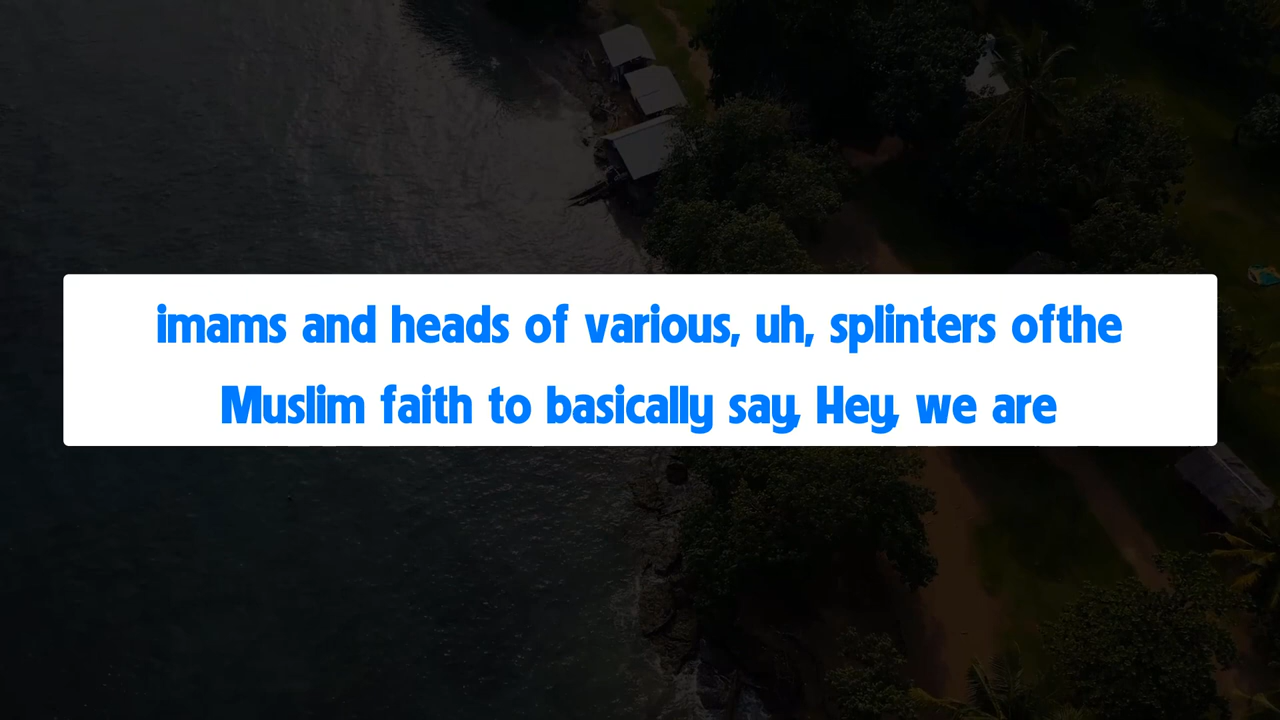 imams and heads of various, uh, splinters ofthe
Muslim faith to basically say, Hey, we are